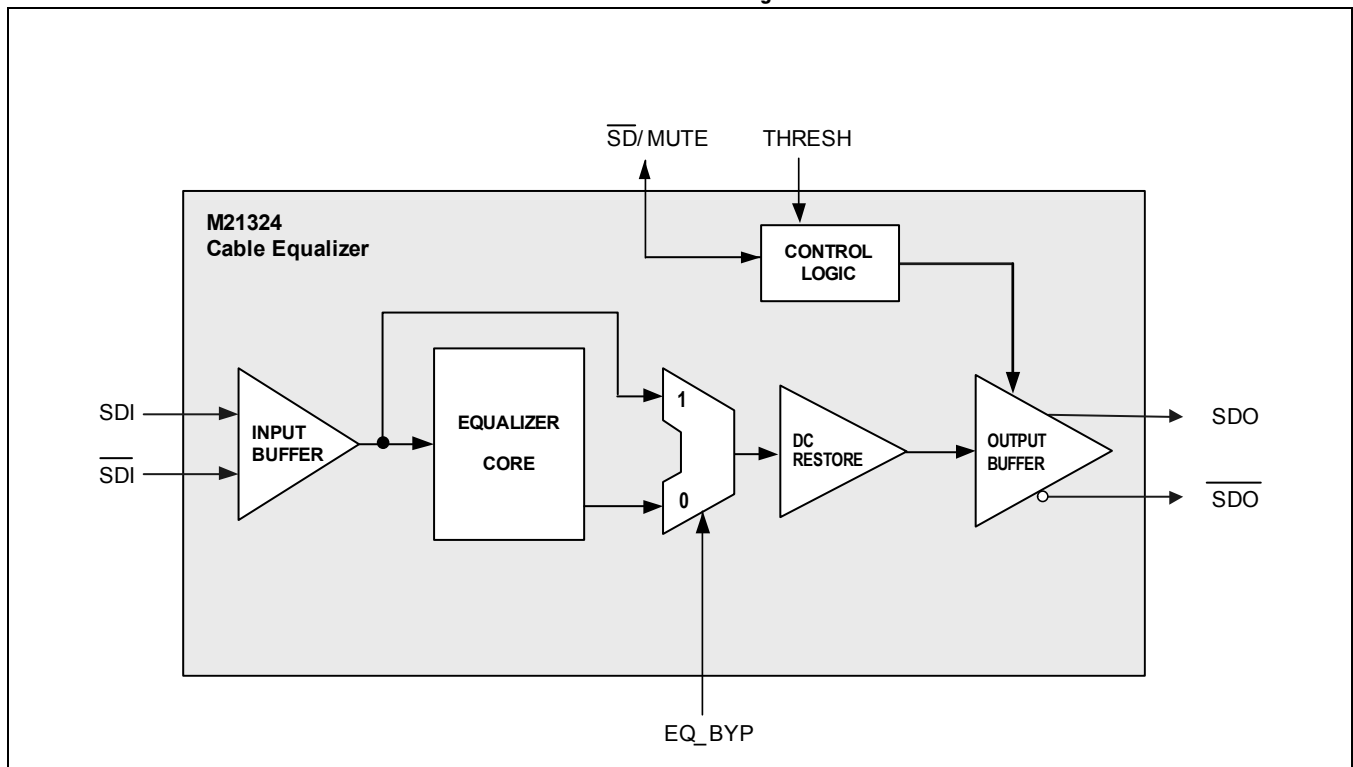 SD/ MUTE
THRESH
M21324
Cable Equalizer
CONTROL
LOGIC
SDI
SDI
INPUT
BUFFER
EQUALIZER
CORE
1
0
DC
RESTORE
OUTPUT
BUFFER
SDO
SDO
EQ_BYP